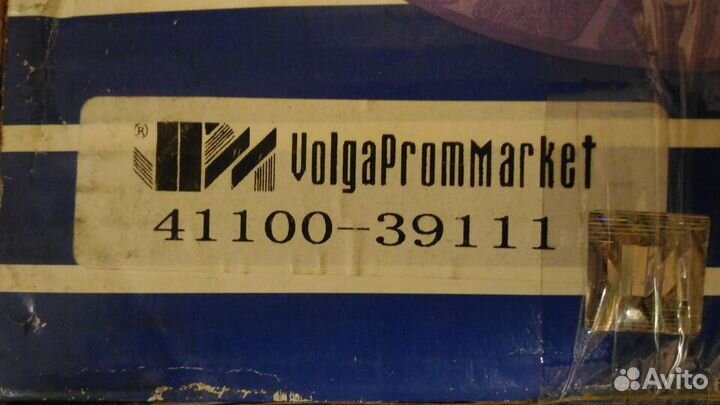 ® VolgaPromMarket
41100-39111
Avito